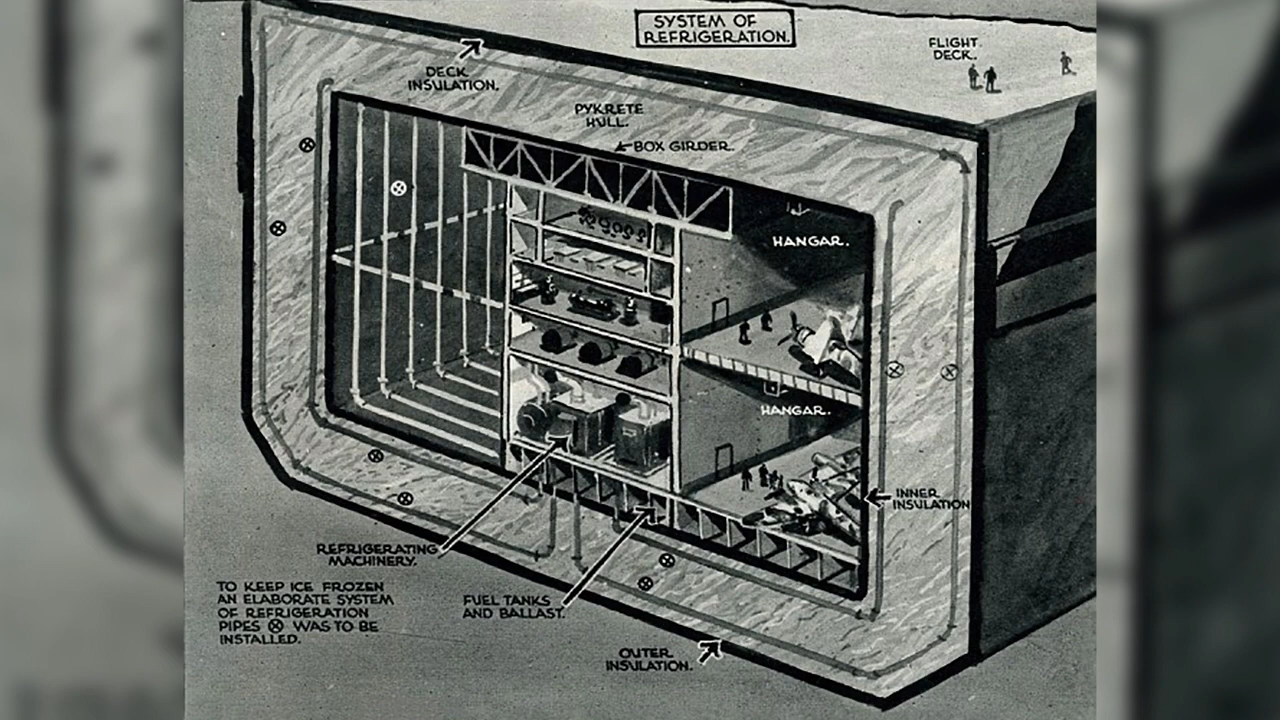 SYSTEM OF
REFRIGERATION.
FLIGHT
DECK.
DECK
INSULATION.
PYKRETE
HULL.
BOX GIRDER.
HANGAR.
HANGAR.
INNER
INSULATION
REFRIGERATING
MACHINERY.
TO KEEP ICE FROZEN
AN ELABORATE SYSTEM
OF REFRIGERATION
PIPES ⊗ WAS TO BE
INSTALLED.
FUEL TANKS
AND BALLAST.
OUTER
INSULATION.